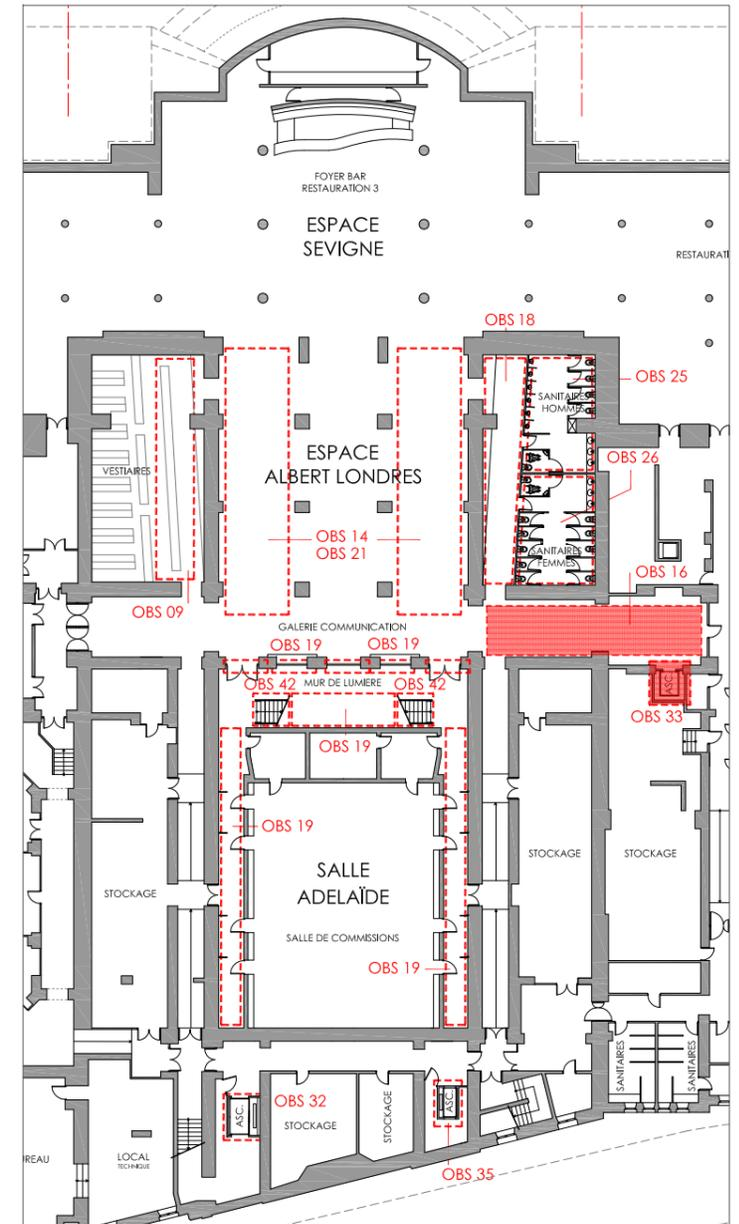 FOYER BAR
RESTAURATION 3
ESPACE
SEVIGNE
RESTAURATI
OBS 18
OBS 25
SANITAIRES
HOMMES
ESPACE
ALBERT LONDRES
OBS 26
VESTIAIRES
OBS 14
OBS 21
SANITAIRES
FEMMES
OBS 16
OBS 09
GALERIE COMMUNICATION
OBS 19
OBS 19
MUR DE LUMIERE
OBS 42
OBS 42
ASC.
OBS 33
OBS 19
OBS 19
STOCKAGE
STOCKAGE
SALLE
ADELAÏDE
STOCKAGE
SALLE DE COMMISSIONS
OBS 19
SANITAIRES
SANITAIRES
OBS 32
ASC.
STOCKAGE
STOCKAGE
ASC.
LOCAL
TECHNIQUE
UREAU
OBS 35